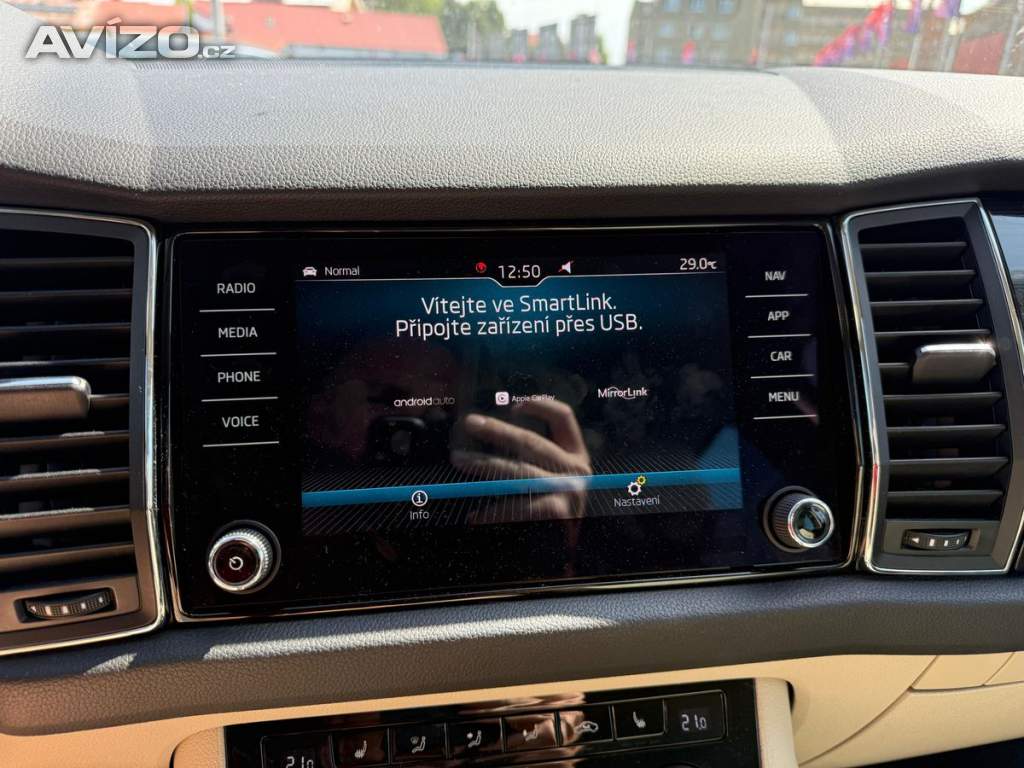 AVÍZO.cz
Normal
12:50
29.0°C
RADIO
MEDIA
PHONE
VOICE
Vítejte ve SmartLink.
Připojte zařízení přes USB.
androidauto
Apple CarPlay
MirrorLink
Info
Nastavení
NAV
APP
CAR
MENU
21.0
21.0